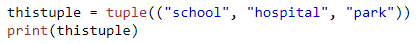 thistuple = tuple(("school", "hospital", "park"))
print(thistuple)